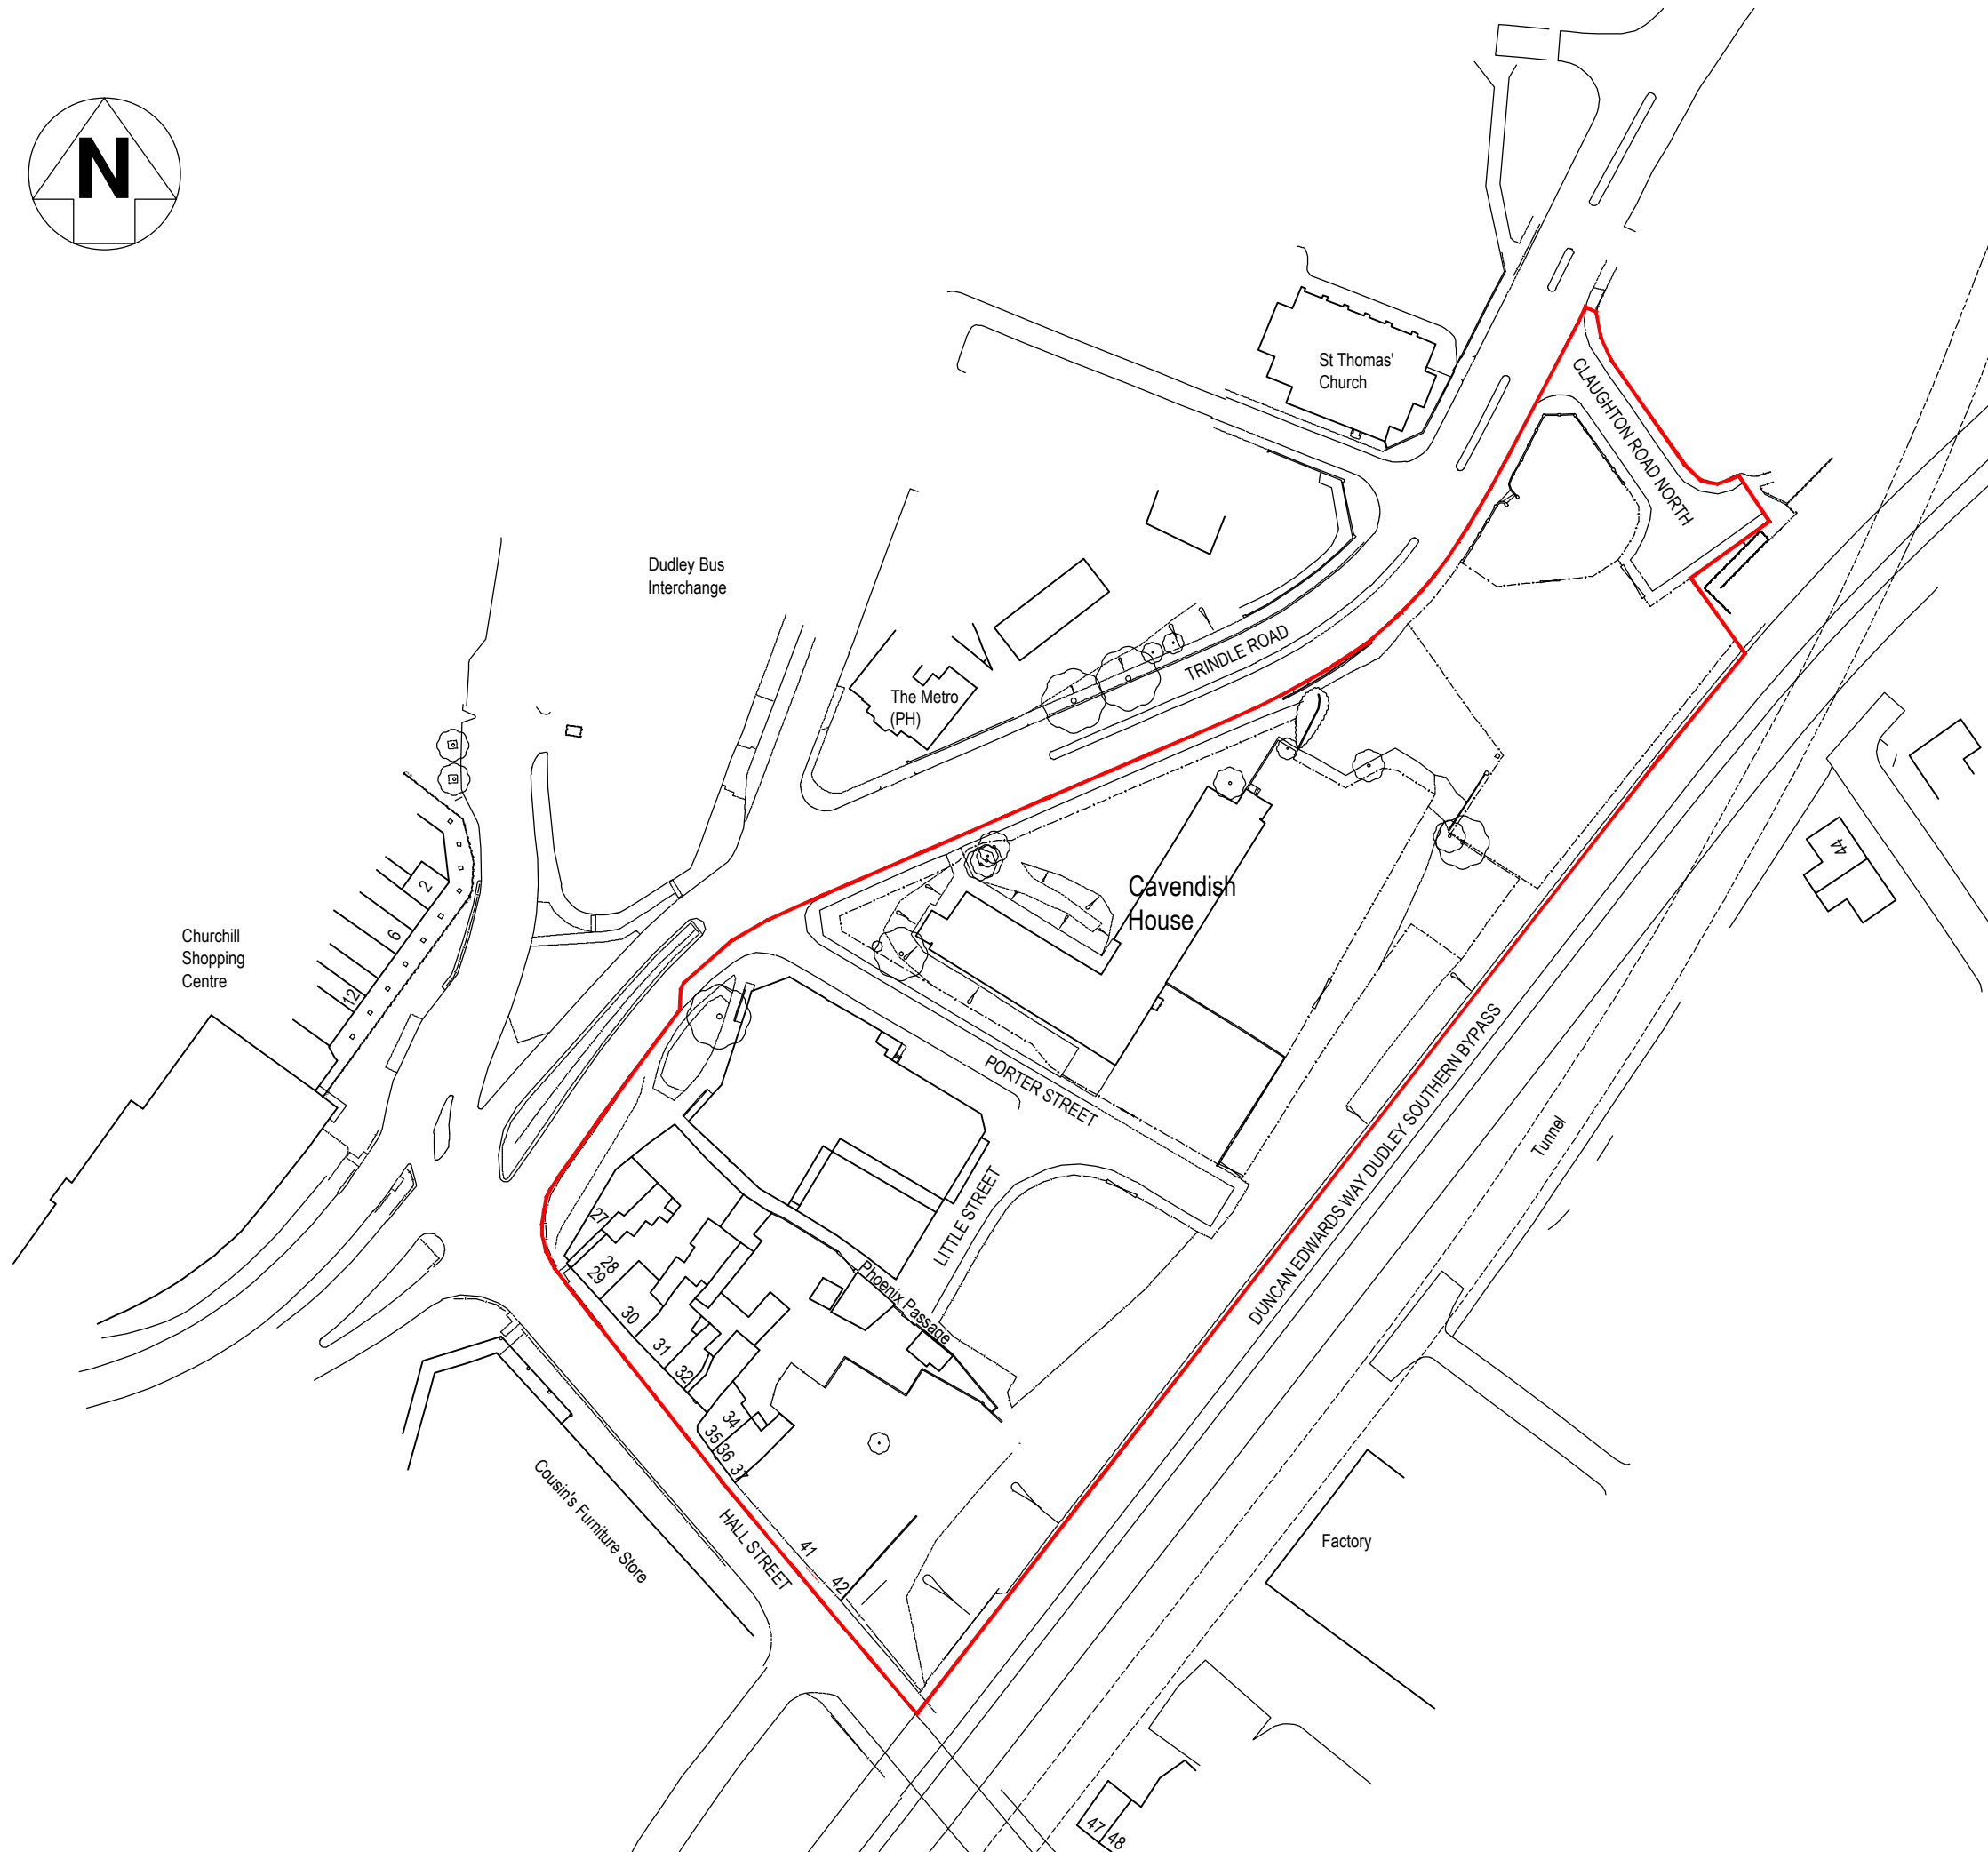 N
St Thomas'
Church
CLAUGHTON ROAD NORTH
Dudley Bus
Interchange
TRINDLE ROAD
The Metro
(PH)
44
2
6
12
Churchill
Shopping
Centre
Cavendish
House
PORTER STREET
DUNCAN EDWARDS WAY DUDLEY SOUTHERN BYPASS
Tunnel
LITTLE STREET
27
28
29
30
31
32
Phoenix Passage
34
35
36
37
Cousin's Furniture Store
HALL STREET
41
42
Factory
47
48